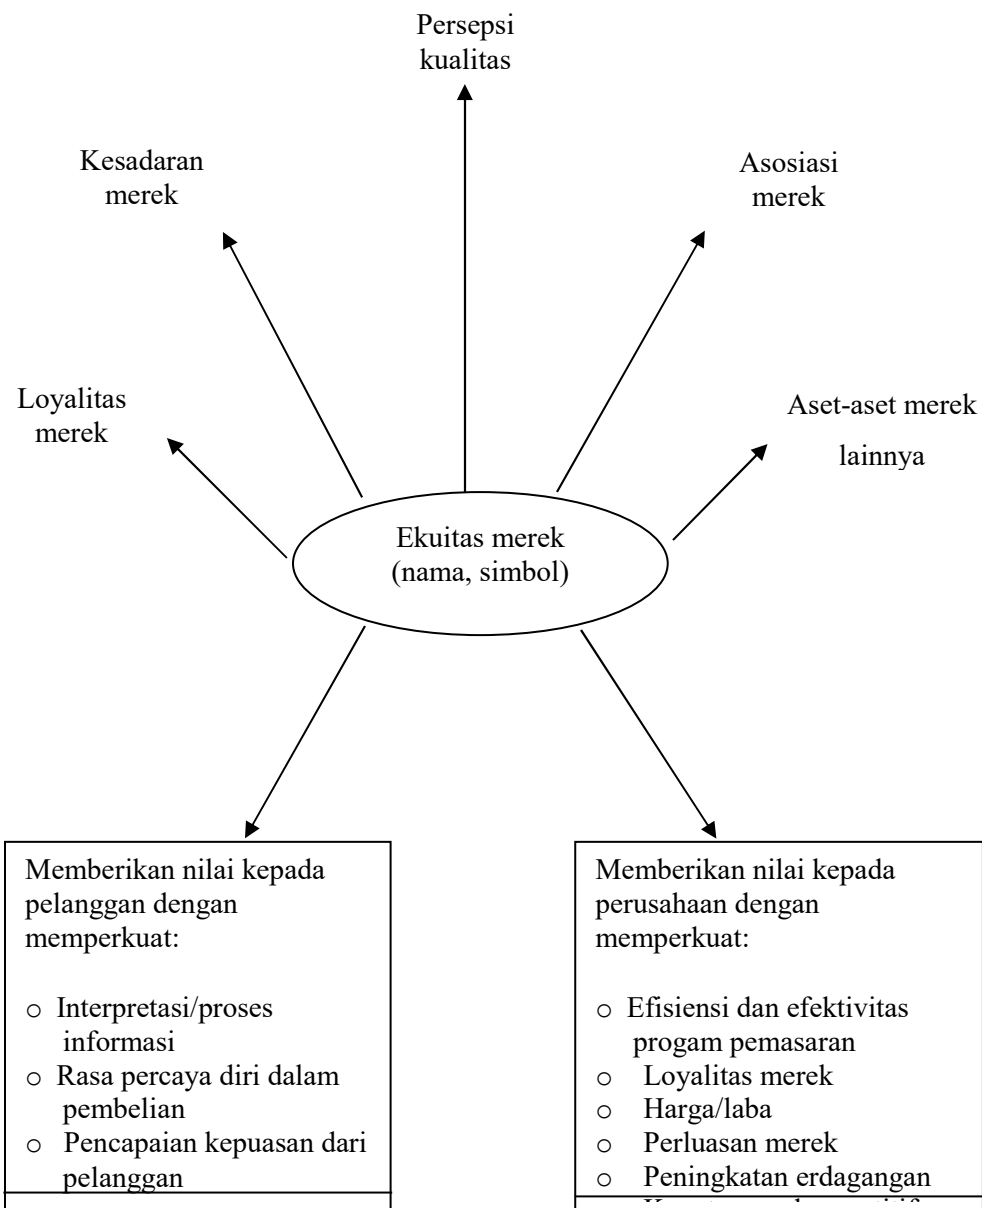 Persepsi
kualitas
Kesadaran
merek
Asosiasi
merek
Loyalitas
merek
Aset-aset merek
lainnya
Ekuitas merek
(nama, simbol)
Memberikan nilai kepada
pelanggan dengan
memperkuat:
○ Interpretasi/proses
informasi
○ Rasa percaya diri dalam
pembelian
○ Pencapaian kepuasan dari
pelanggan
Memberikan nilai kepada
perusahaan dengan
memperkuat:
○ Efisiensi dan efektivitas
progam pemasaran
○ Loyalitas merek
○ Harga/laba
○ Perluasan merek
○ Peningkatan erdagangan